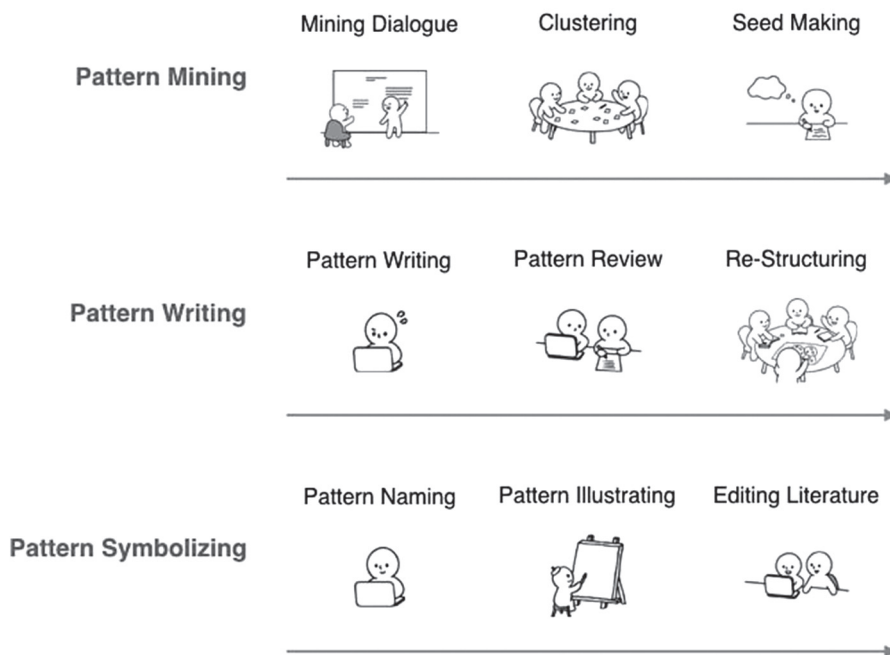 Mining Dialogue
Clustering
Seed Making
Pattern Mining
Pattern Writing
Pattern Review
Re-Structuring
Pattern Writing
Pattern Naming
Pattern Illustrating
Editing Literature
Pattern Symbolizing